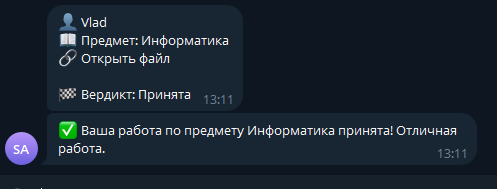 Vlad
Предмет: Информатика
Открыть файл
Вердикт: Принята
13:11
Ваша работа по предмету Информатика принята! Отличная
работа.
13:11
SA